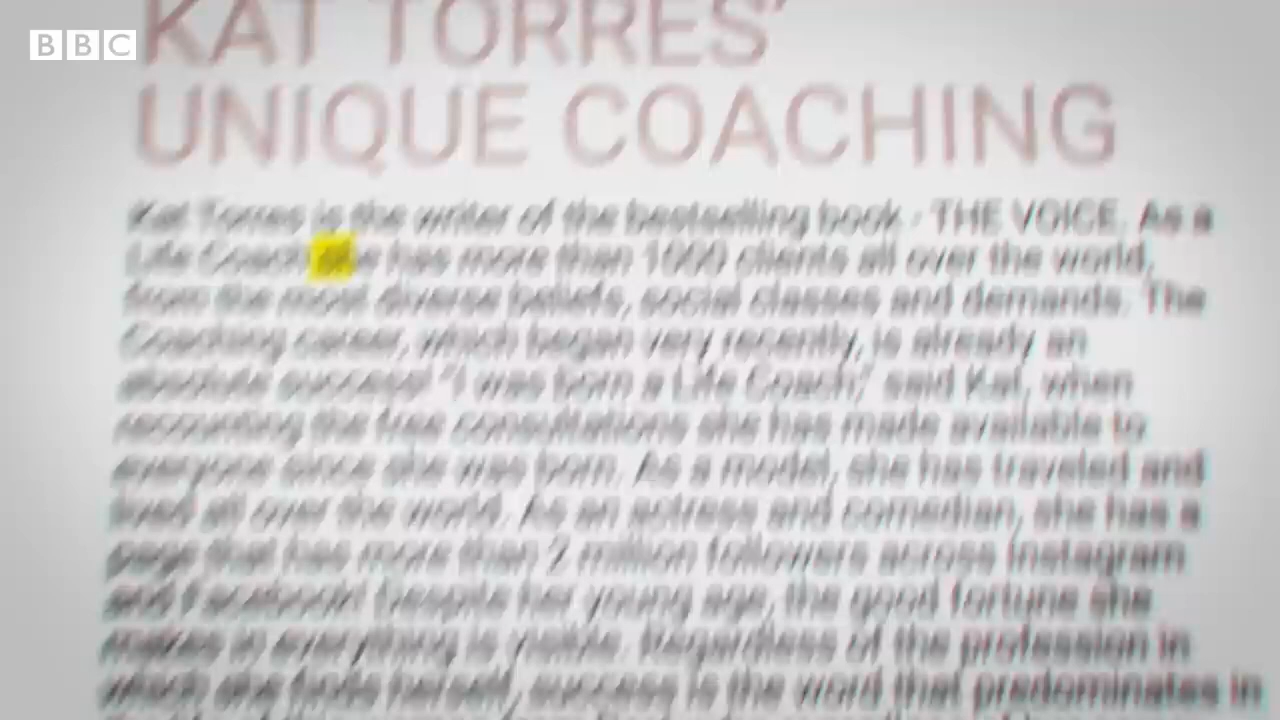 BBC
KAT TORRES'
UNIQUE COACHING
Kat Torres is the writer of the bestselling book - THE VOICE. As a
Life Coach she has more than 1000 clients all over the world,
from the most diverse beliefs, social classes and demands. The
Coaching career, which began very recently, is already an
absolute success! "I was born a Life Coach," said Kat, when
recounting the free consultations she has made available to
everyone since she was born. As a model, she has traveled and
lived all over the world. As an actress and comedian, she has a
page that has more than 2 million followers across Instagram
and Facebook! Despite her young age, the good fortune she
makes in everything is visible. Regardless of the profession in
which she finds herself, success is the word that predominates in